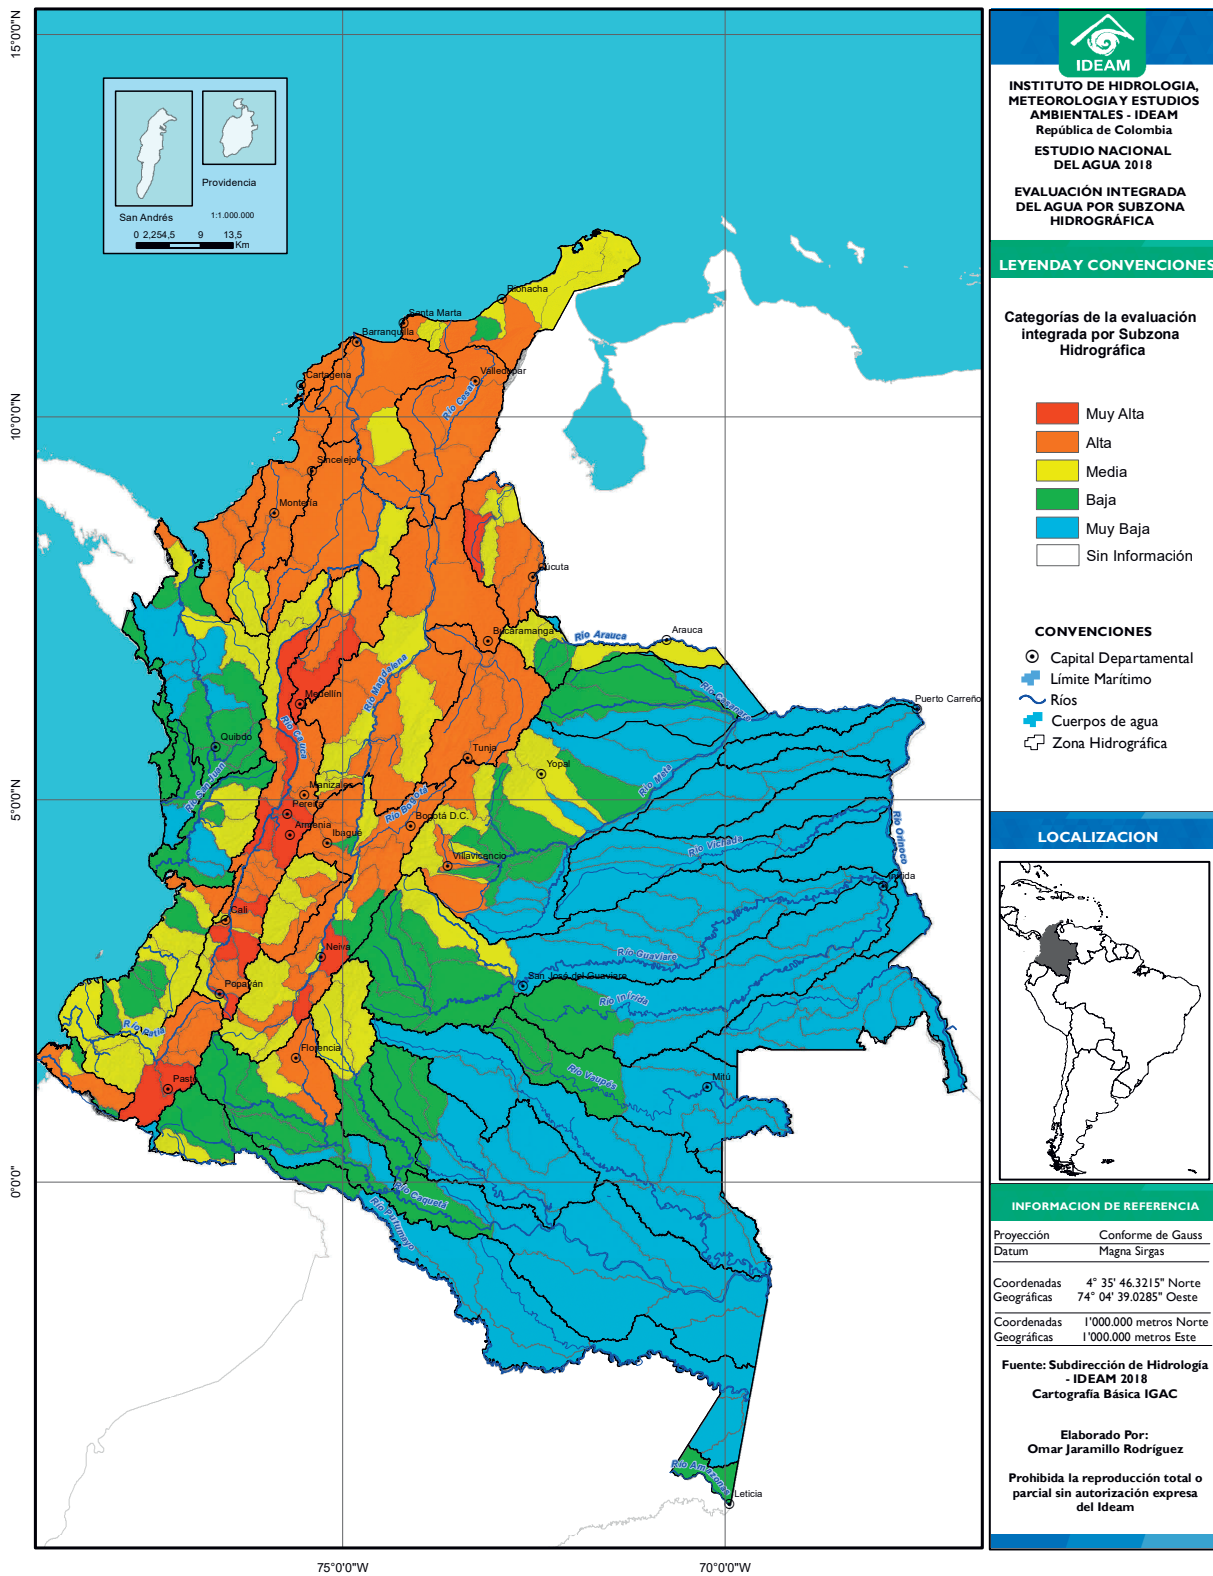 15°0'0"N
10°0'0"N
5°0'0"N
0°0'0"
75°0'0"W
70°0'0"W
San Andrés
Providencia
1:1.000.000
0 2,254,5 9 13,5
Km
Riohacha
Santa Marta
Barranquilla
Cartagena
Valledupar
Río Cesar
Sincelejo
Montería
Cúcuta
Bucaramanga
Río Arauca
Arauca
Río Magdalena
Medellín
Río Cauca
Río Casanare
Puerto Carreño
Quibdó
Río San Juan
Tunja
Yopal
Río Meta
Manizales
Pereira
Armenia
Ibagué
Río Bogotá
Bogotá D.C.
Río Vichada
Río Orinoco
Villavicencio
Inírida
Cali
Neiva
Río Guaviare
San José del Guaviare
Popayán
Río Inírida
Río Patía
Florencia
Río Vaupés
Mitú
Pasto
Río Caquetá
Río Putumayo
Río Amazonas
Leticia
IDEAM
INSTITUTO DE HIDROLOGIA,
METEOROLOGIA Y ESTUDIOS
AMBIENTALES - IDEAM
República de Colombia
ESTUDIO NACIONAL
DEL AGUA 2018
EVALUACIÓN INTEGRADA
DEL AGUA POR SUBZONA
HIDROGRÁFICA
LEYENDA Y CONVENCIONES
Categorías de la evaluación
integrada por Subzona
Hidrográfica
Muy Alta
Alta
Media
Baja
Muy Baja
Sin Información
CONVENCIONES
Capital Departamental
Límite Marítimo
Ríos
Cuerpos de agua
Zona Hidrográfica
LOCALIZACION
INFORMACION DE REFERENCIA
Proyección Conforme de Gauss
Datum Magna Sirgas
Coordenadas 4° 35' 46.3215" Norte
Geográficas 74° 04' 39.0285" Oeste
Coordenadas 1'000.000 metros Norte
Geográficas 1'000.000 metros Este
Fuente: Subdirección de Hidrología
- IDEAM 2018
Cartografía Básica IGAC
Elaborado Por:
Omar Jaramillo Rodríguez
Prohibida la reproducción total o
parcial sin autorización expresa
del Ideam